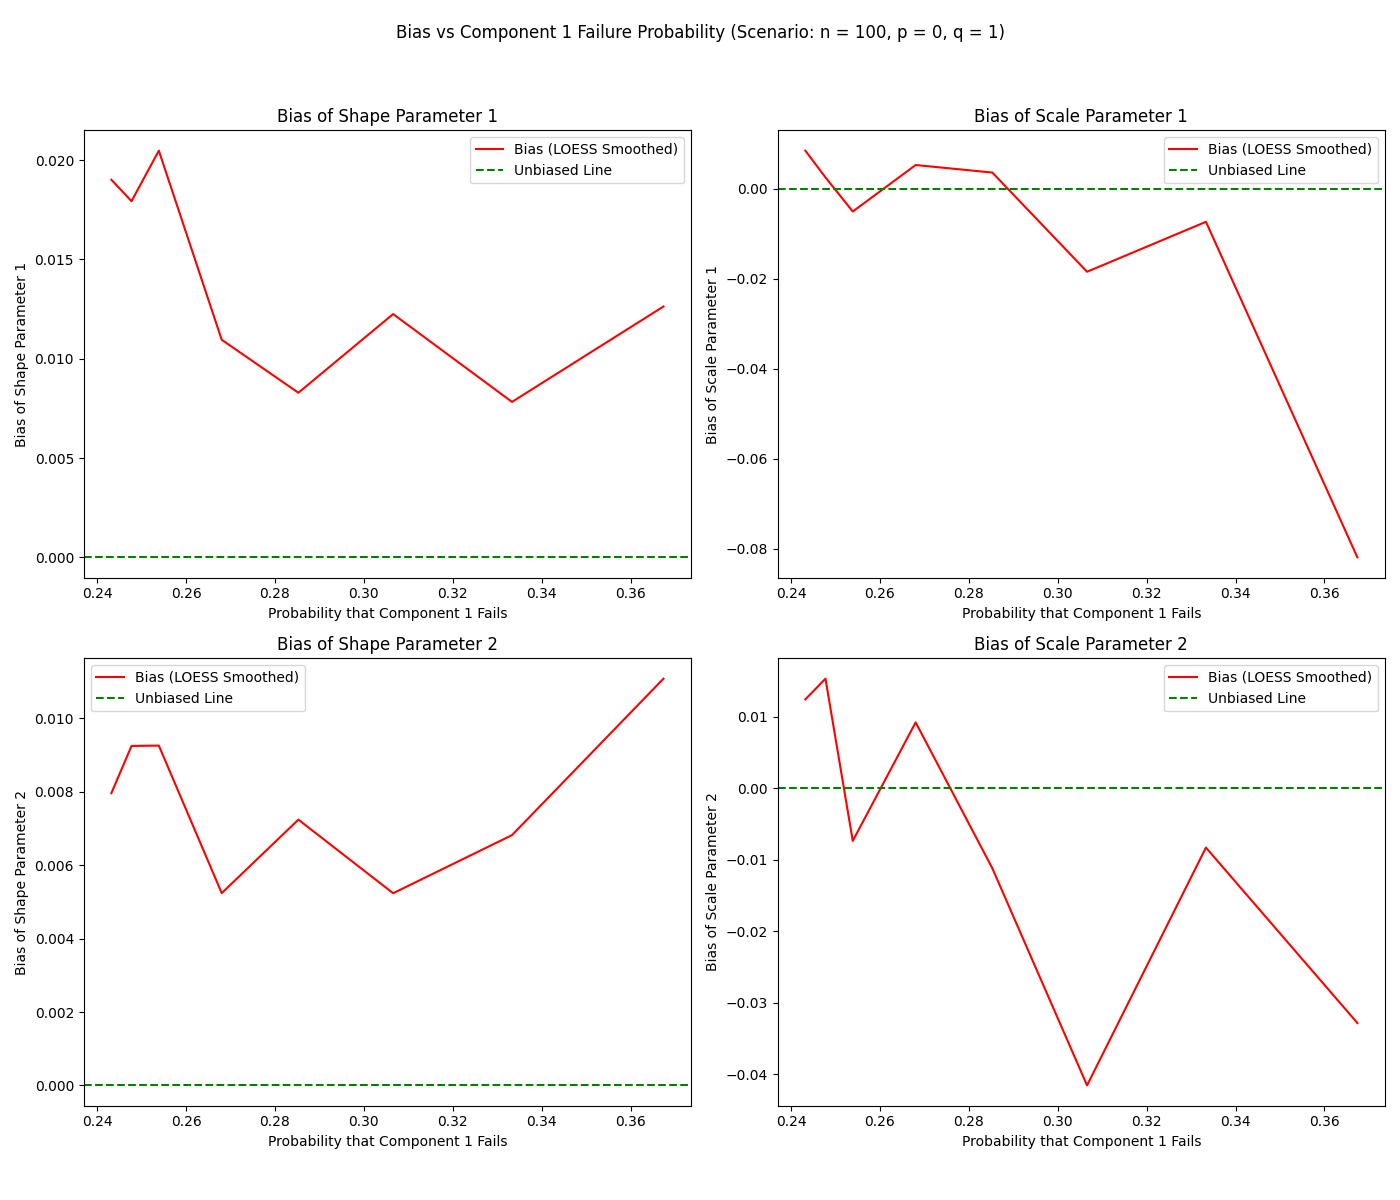 Bias vs Component 1 Failure Probability (Scenario: n = 100, p = 0, q = 1)
Bias of Shape Parameter 1
Bias (LOESS Smoothed)
Unbiased Line
0.020
0.015
0.010
0.005
0.000
Bias of Shape Parameter 1
0.24 0.26 0.28 0.30 0.32 0.34 0.36
Probability that Component 1 Fails
Bias of Scale Parameter 1
Bias (LOESS Smoothed)
Unbiased Line
0.00
−0.02
−0.04
−0.06
−0.08
Bias of Scale Parameter 1
0.24 0.26 0.28 0.30 0.32 0.34 0.36
Probability that Component 1 Fails
Bias of Shape Parameter 2
Bias (LOESS Smoothed)
Unbiased Line
0.010
0.008
0.006
0.004
0.002
0.000
Bias of Shape Parameter 2
0.24 0.26 0.28 0.30 0.32 0.34 0.36
Probability that Component 1 Fails
Bias of Scale Parameter 2
Bias (LOESS Smoothed)
Unbiased Line
0.01
0.00
−0.01
−0.02
−0.03
−0.04
Bias of Scale Parameter 2
0.24 0.26 0.28 0.30 0.32 0.34 0.36
Probability that Component 1 Fails